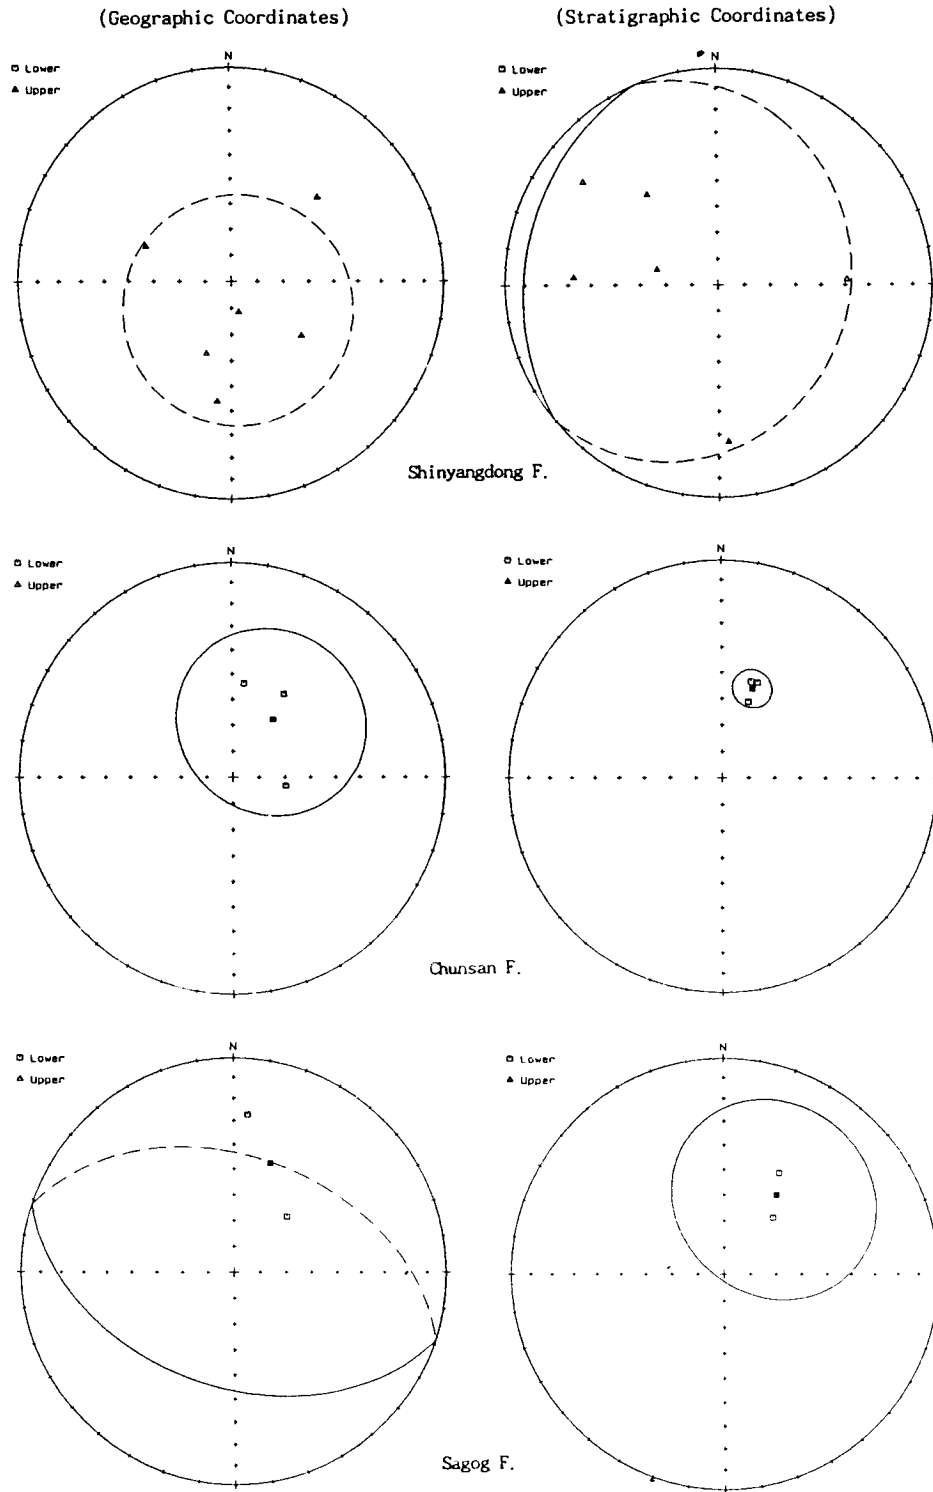 (Geographic Coordinates) (Stratigraphic Coordinates)
N N
Lower Lower
Upper Upper
Shinyangdong F.
N N
Lower Lower
Upper Upper
Chunsan F.
N N
Lower Lower
Upper Upper
Sagog F.